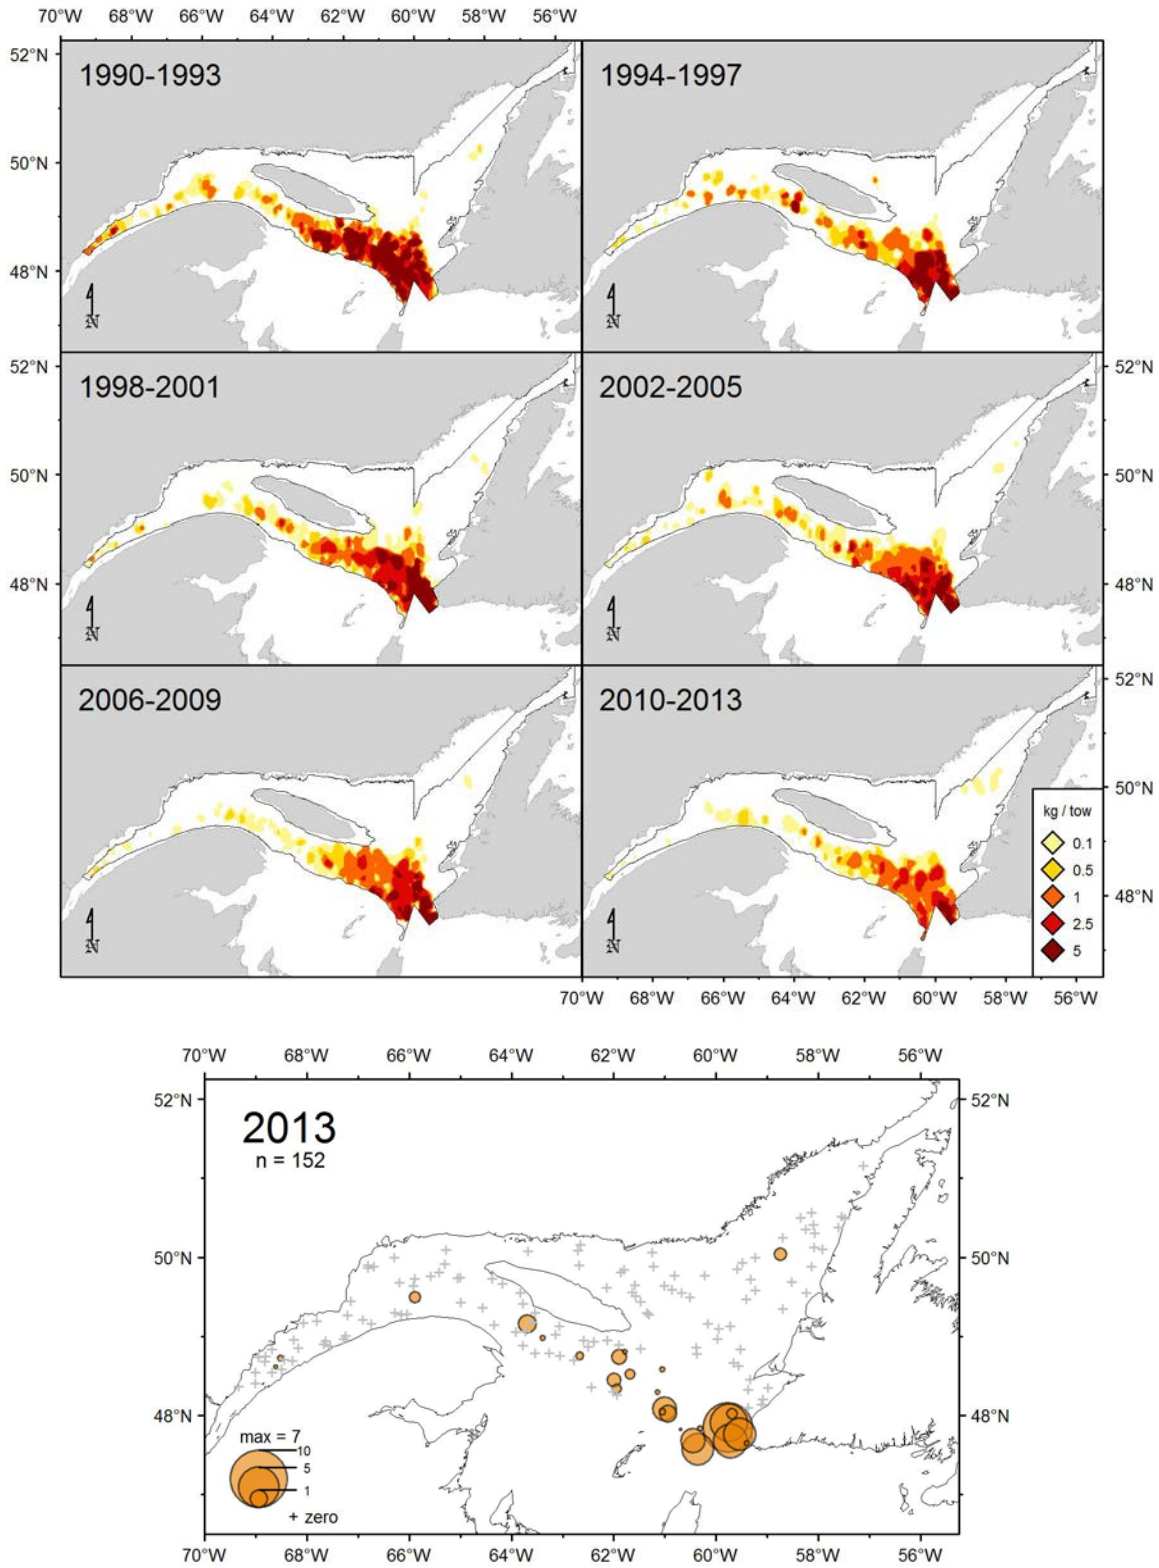 70°W 68°W 66°W 64°W 62°W 60°W 58°W 56°W
52°N
1990-1993
1994-1997
50°N
48°N
N
N
52°N
1998-2001
2002-2005
52°N
50°N
50°N
48°N
48°N
N
N
2006-2009
2010-2013
52°N
50°N
kg / tow
0.1
0.5
1
48°N
2.5
5
N
N
70°W 68°W 66°W 64°W 62°W 60°W 58°W 56°W
70°W 68°W 66°W 64°W 62°W 60°W 58°W 56°W
52°N
2013
52°N
n = 152
50°N
50°N
48°N
48°N
max = 7
10
5
1
+ zero
70°W 68°W 66°W 64°W 62°W 60°W 58°W 56°W